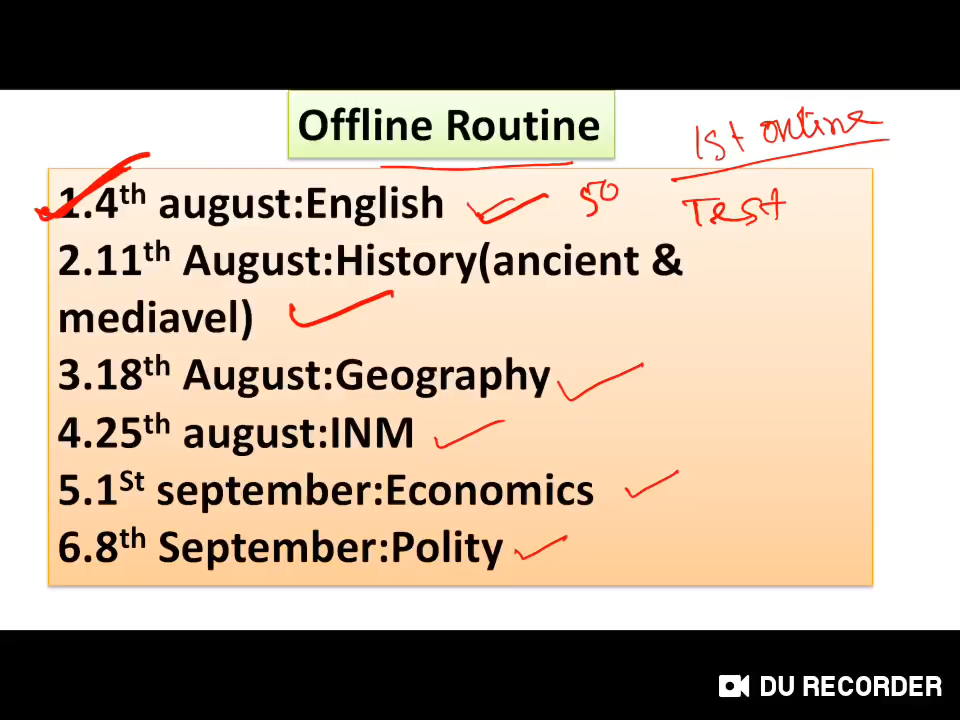 Offline Routine
1st online
Test
1.4th august:English
50
2.11th August:History(ancient &
mediavel)
3.18th August:Geography
4.25th august:INM
5.1St september:Economics
6.8th September:Polity
DU RECORDER